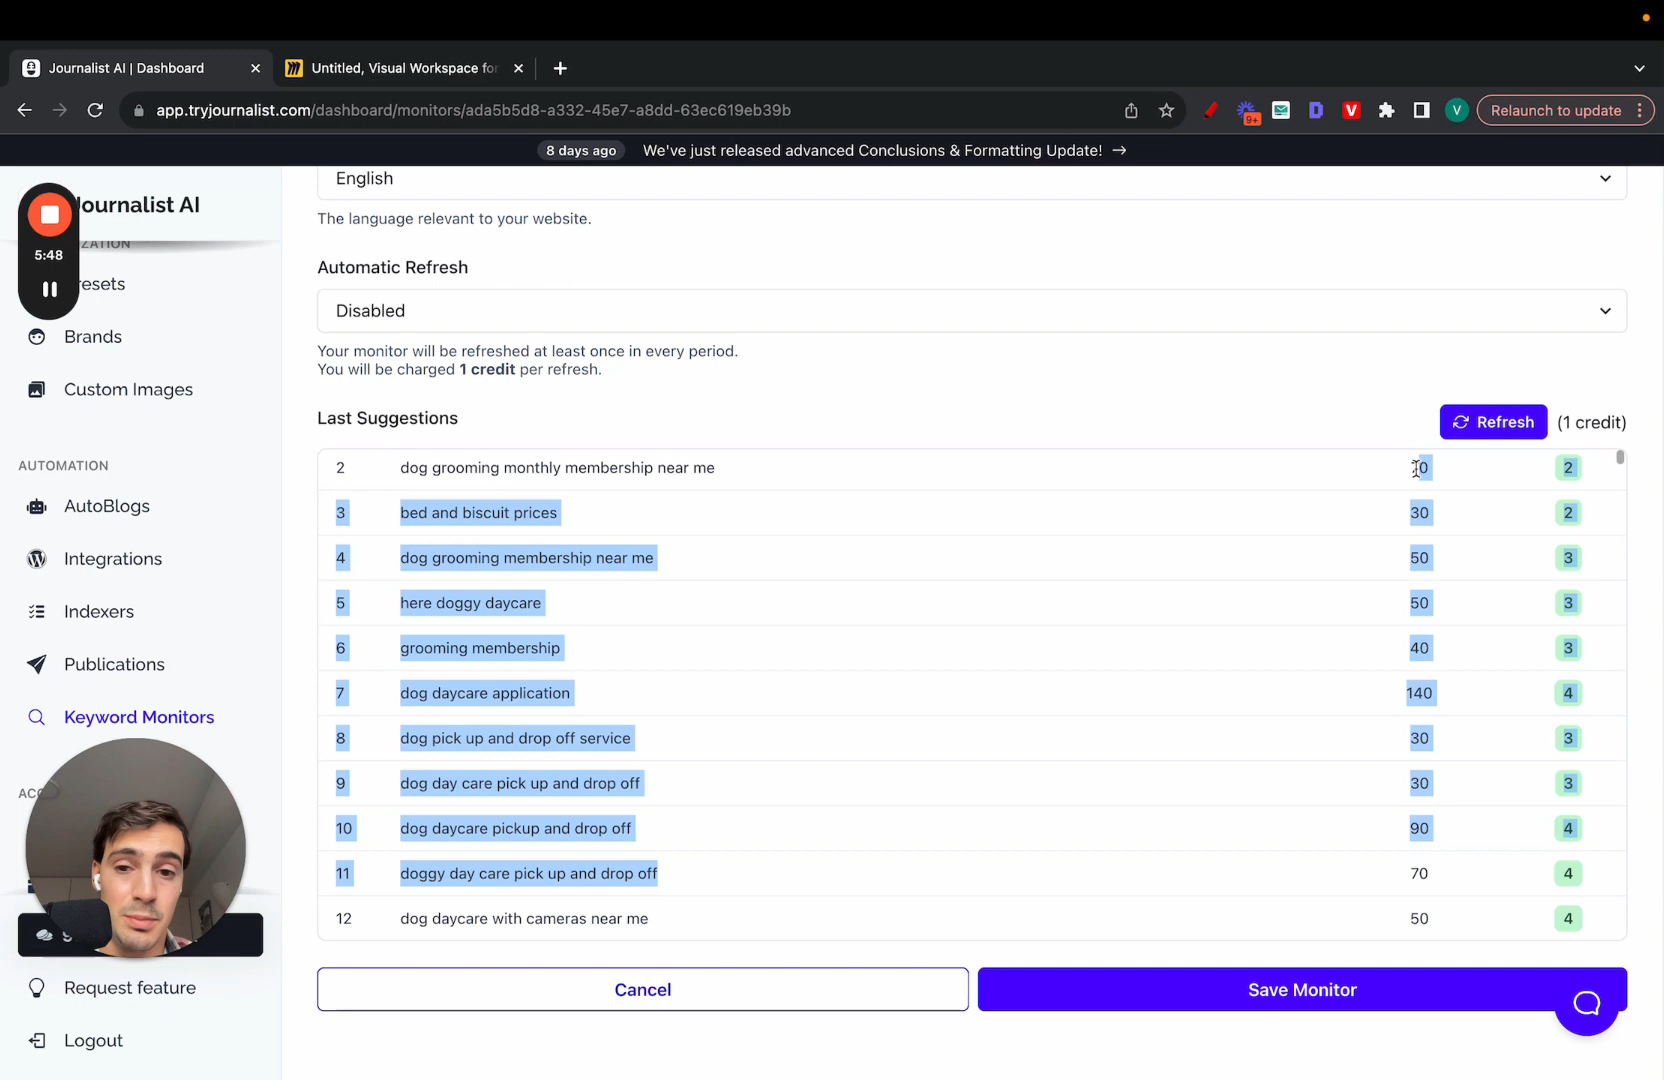 Journalist AI | Dashboard
Untitled, Visual Workspace for
app.tryjournalist.com/dashboard/monitors/ada5b5d8-a332-45e7-a8dd-63ec619eb39b
9+
V
V
Relaunch to update
8 days ago We've just released advanced Conclusions & Formatting Update! →
Journalist AI
5:48
Brands
Custom Images
AUTOMATION
AutoBlogs
Integrations
Indexers
Publications
Keyword Monitors
Request feature
Logout
English
The language relevant to your website.
Automatic Refresh
Disabled
Your monitor will be refreshed at least once in every period.
You will be charged 1 credit per refresh.
Last Suggestions
Refresh (1 credit)
2 dog grooming monthly membership near me 2
3 bed and biscuit prices 30 2
4 dog grooming membership near me 50 3
5 here doggy daycare 50 3
6 grooming membership 40 3
7 dog daycare application 140 4
8 dog pick up and drop off service 30 3
9 dog day care pick up and drop off 30 3
10 dog daycare pickup and drop off 90 4
11 doggy day care pick up and drop off 70 4
12 dog daycare with cameras near me 50 4
Cancel
Save Monitor